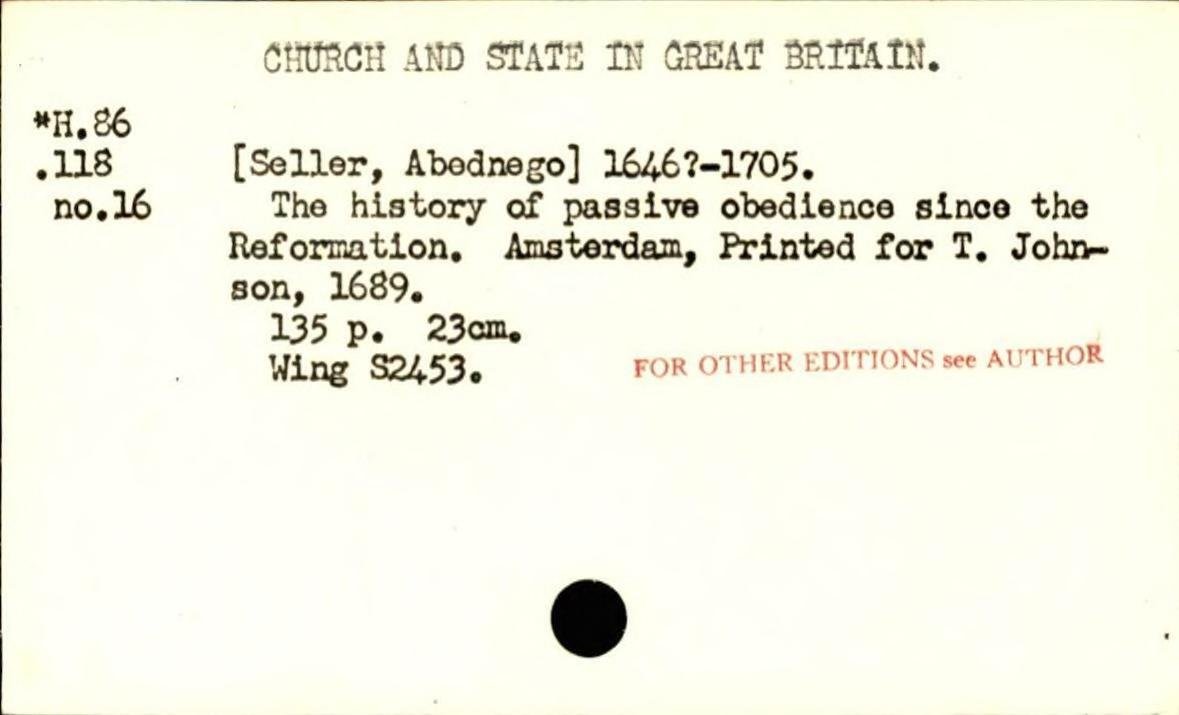 CHURCH AND STATE IN GREAT BRITAIN.
*H.86
.118 [Seller, Abednego] 1646?-1705.
no.16 The history of passive obedience since the
Reformation. Amsterdam, Printed for T. John-
son, 1689.
135 p. 23cm.
Wing S2453. FOR OTHER EDITIONS see AUTHOR